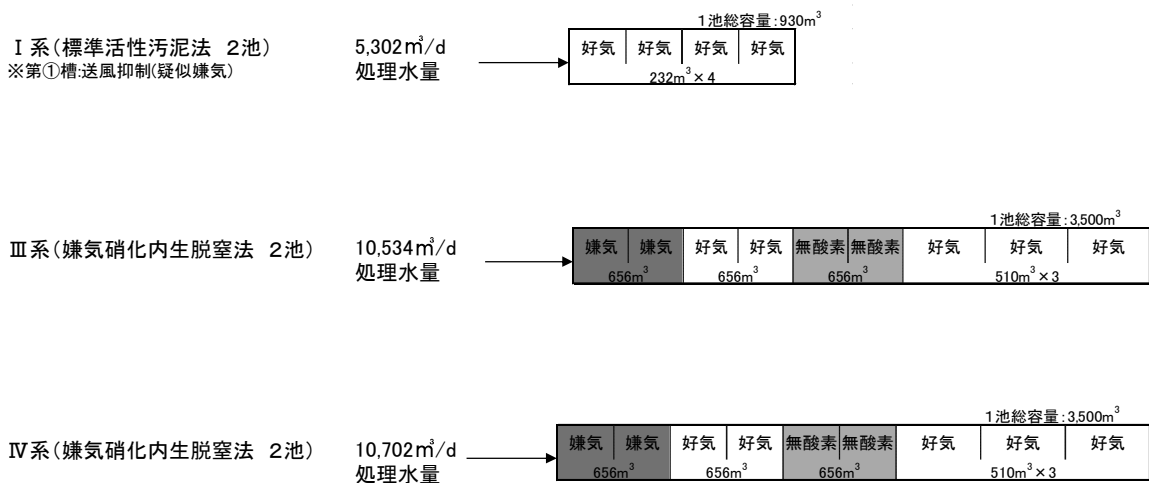 1池総容量:930m³
Ⅰ系(標準活性汚泥法 2池) 5,302㎥/d 好気 好気 好気 好気
※第①槽:送風抑制(疑似嫌気) 処理水量
232m³×4
1池総容量:3,500m³
Ⅲ系(嫌気硝化内生脱窒法 2池) 10,534㎥/d 嫌気 嫌気 好気 好気 無酸素 無酸素 好気 好気 好気
処理水量 656m³ 656m³ 656m³ 510m³×3
1池総容量:3,500m³
Ⅳ系(嫌気硝化内生脱窒法 2池) 10,702㎥/d 嫌気 嫌気 好気 好気 無酸素 無酸素 好気 好気 好気
処理水量 656m³ 656m³ 656m³ 510m³×3